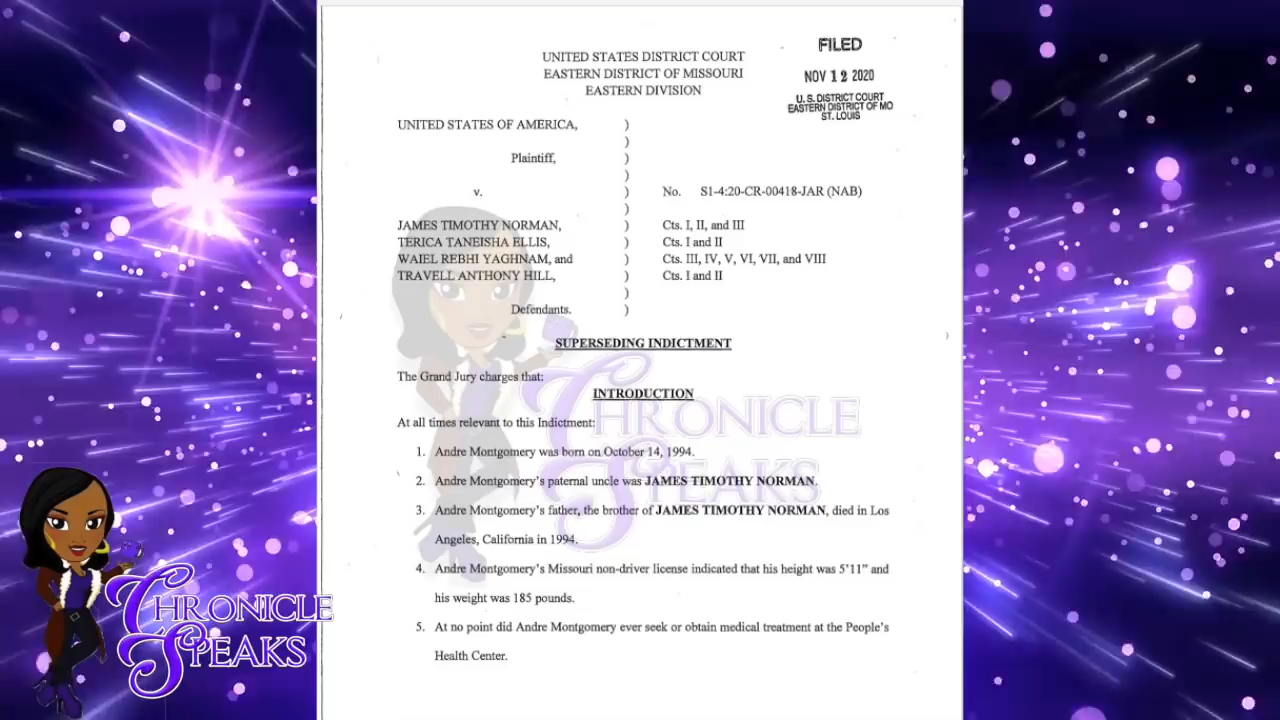 UNITED STATES DISTRICT COURT
EASTERN DISTRICT OF MISSOURI
EASTERN DIVISION
FILED
NOV 12 2020
U. S. DISTRICT COURT
EASTERN DISTRICT OF MO
ST. LOUIS
UNITED STATES OF AMERICA, )
)
Plaintiff, )
)
v. ) No. S1-4:20-CR-00418-JAR (NAB)
)
JAMES TIMOTHY NORMAN, ) Cts. I, II, and III
TERICA TANEISHA ELLIS, ) Cts. I and II
WAIEL REBHI YAGHNAM, and ) Cts. III, IV, V, VI, VII, and VIII
TRAVELL ANTHONY HILL, ) Cts. I and II
)
Defendants. )
SUPERSEDING INDICTMENT
The Grand Jury charges that:
INTRODUCTION
At all times relevant to this Indictment:
1. Andre Montgomery was born on October 14, 1994.
2. Andre Montgomery's paternal uncle was JAMES TIMOTHY NORMAN.
3. Andre Montgomery's father, the brother of JAMES TIMOTHY NORMAN, died in Los
Angeles, California in 1994.
4. Andre Montgomery's Missouri non-driver license indicated that his height was 5'11" and
his weight was 185 pounds.
5. At no point did Andre Montgomery ever seek or obtain medical treatment at the People's
Health Center.
CHRONICLE
SPEAKS
CHRONICLE
SPEAKS